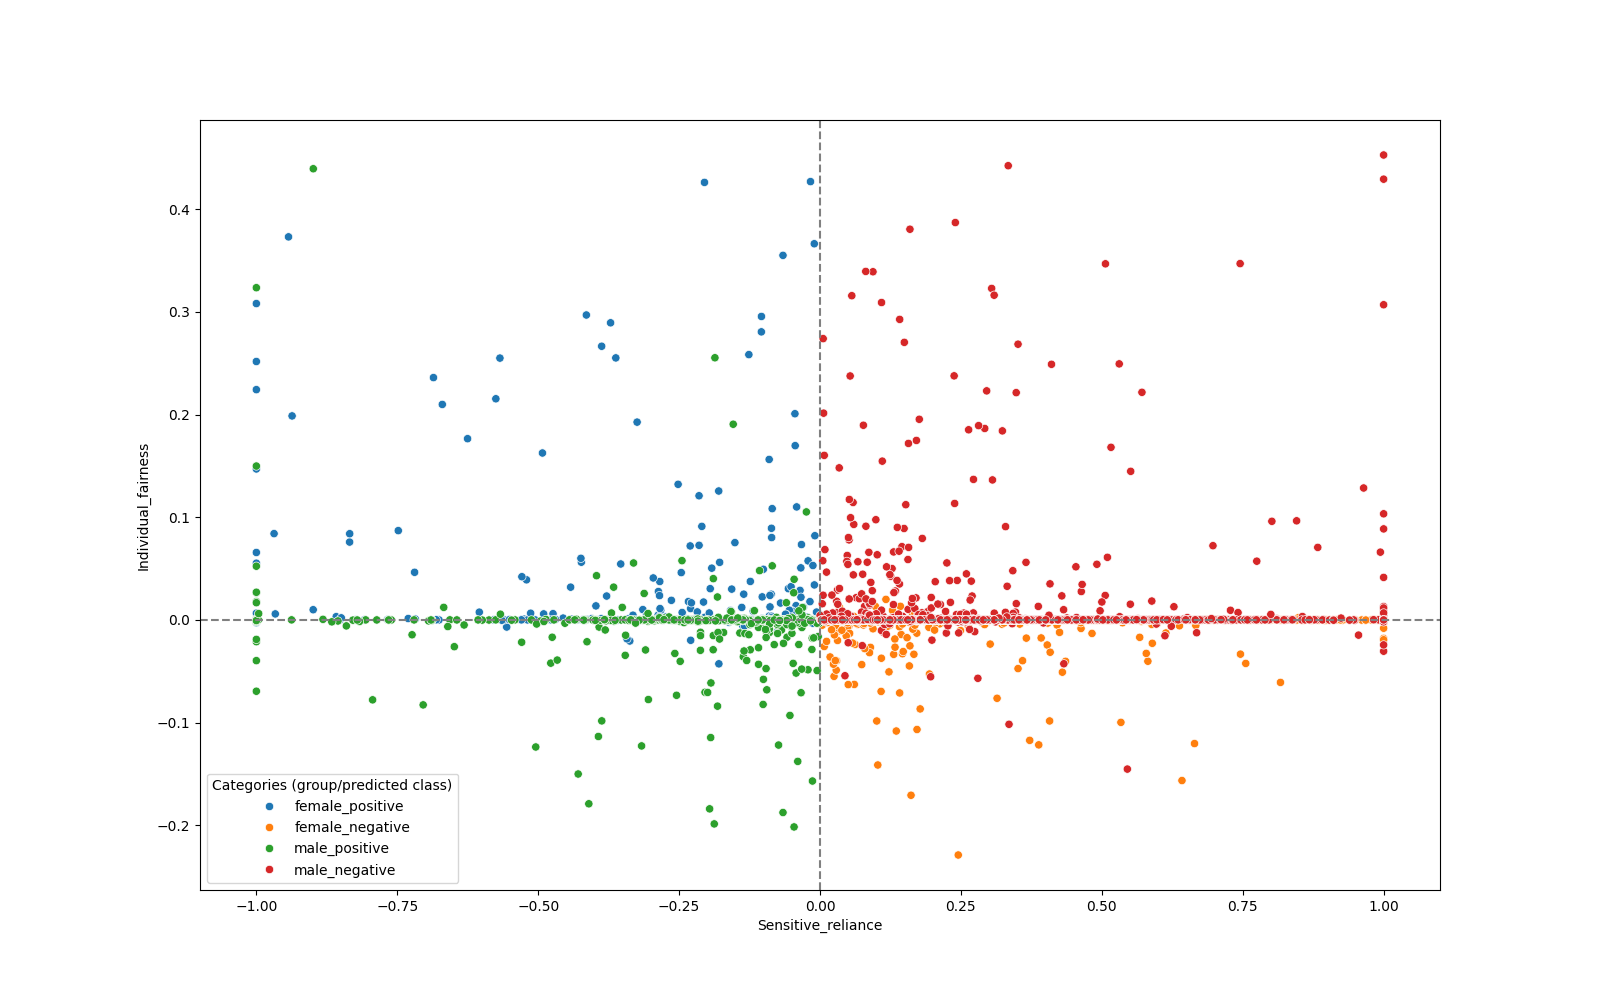 0.4
0.3
0.2
0.1
0.0
−0.1
−0.2
Individual_fairness
Categories (group/predicted class)
female_positive
female_negative
male_positive
male_negative
−1.00
−0.75
−0.50
−0.25
0.00
0.25
0.50
0.75
1.00
Sensitive_reliance